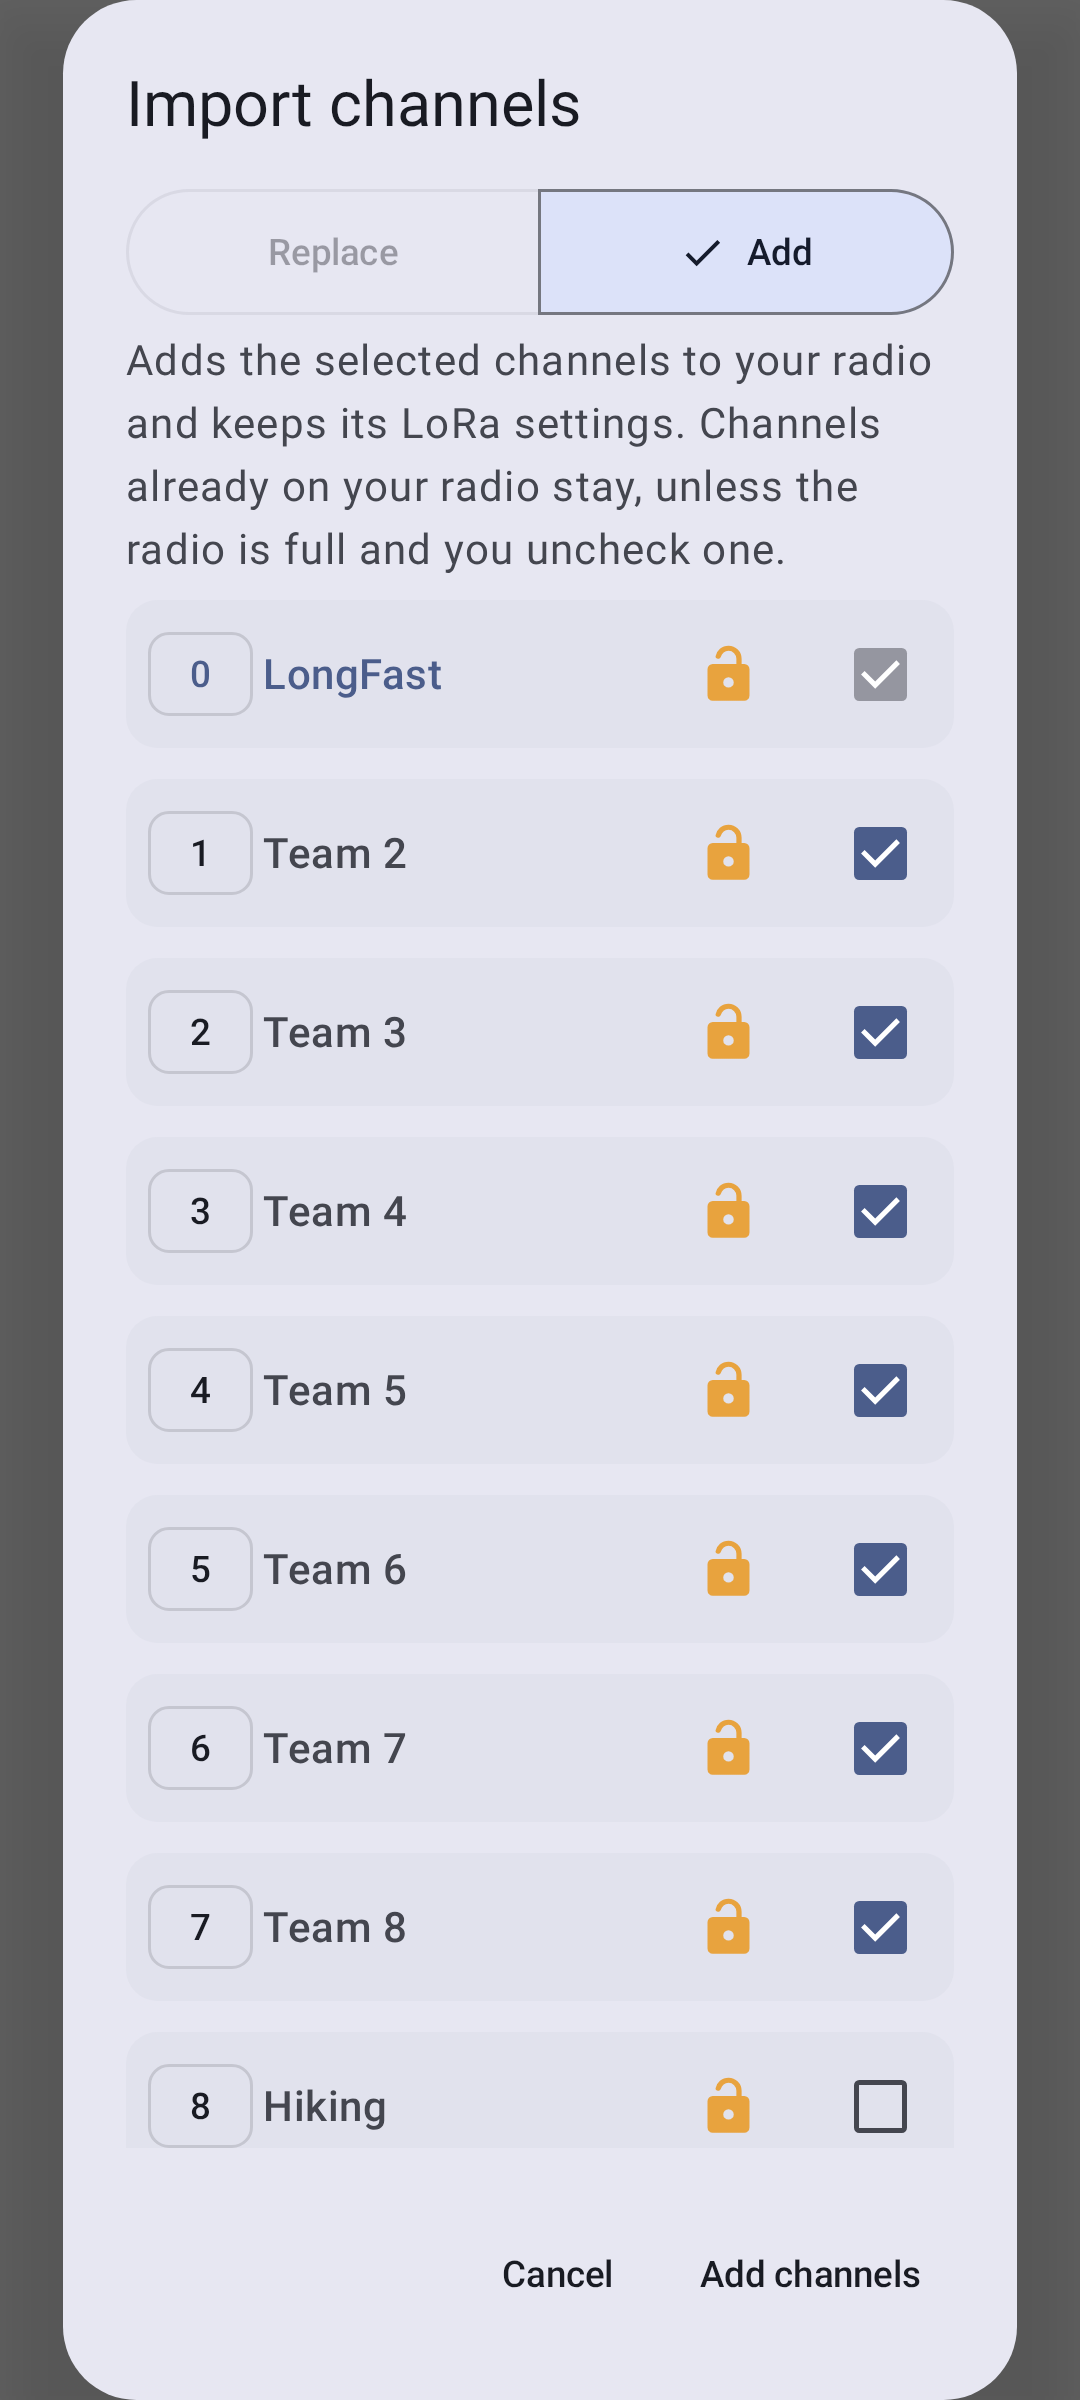 Import channels
Replace
Add
Adds the selected channels to your radio
and keeps its LoRa settings. Channels
already on your radio stay, unless the
radio is full and you uncheck one.
0 LongFast
1 Team 2
2 Team 3
3 Team 4
4 Team 5
5 Team 6
6 Team 7
7 Team 8
8 Hiking
Cancel
Add channels